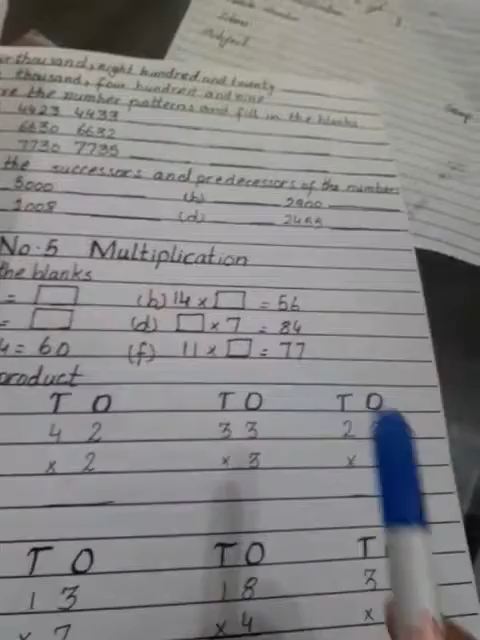 thousand, eight hundred and twenty
thousand, four hundred and nine
the number patterns and fill in the blanks
4423 4433
6630 6632
7730 7735
the successors and predecessors of the numbers
5000 (b) 2900
(d)
No.5 Multiplication
the blanks
= □ (b) 14 × □ = 56
= □ (d) □ × 7 = 84
4 = 60 (f) 11 × □ = 77
product
T O T O T O
4 2 3 3 2
× 2 × 3 ×
T O T O T
1 3 1 8 3
× 7 × 4 ×